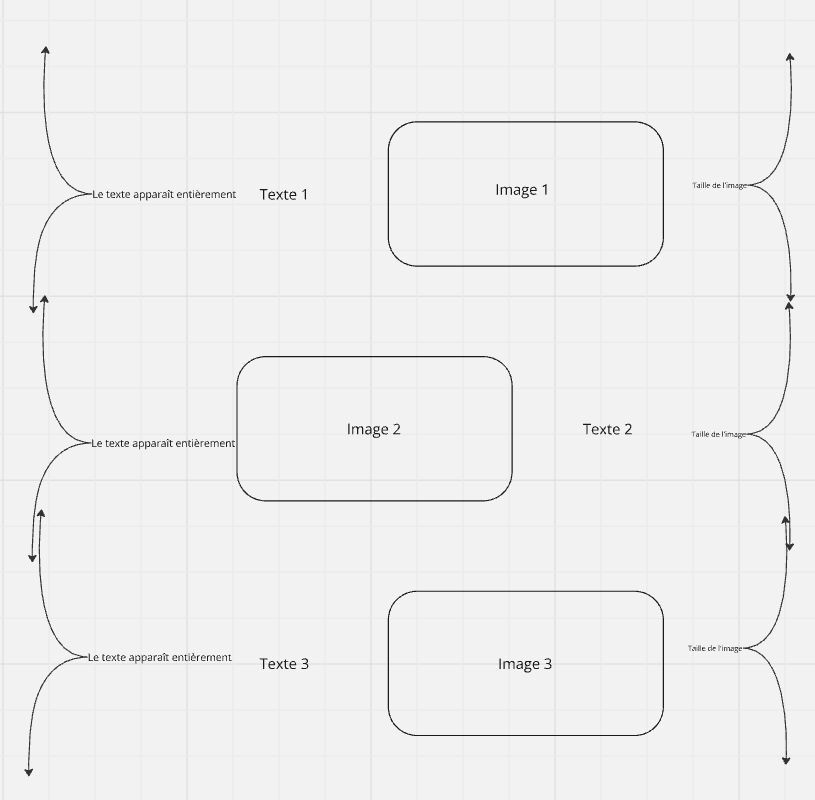 Le texte apparaît entièrement
Texte 1
Image 1
Taille de l'image
Le texte apparaît entièrement
Image 2
Texte 2
Taille de l'image
Le texte apparaît entièrement
Texte 3
Image 3
Taille de l'image